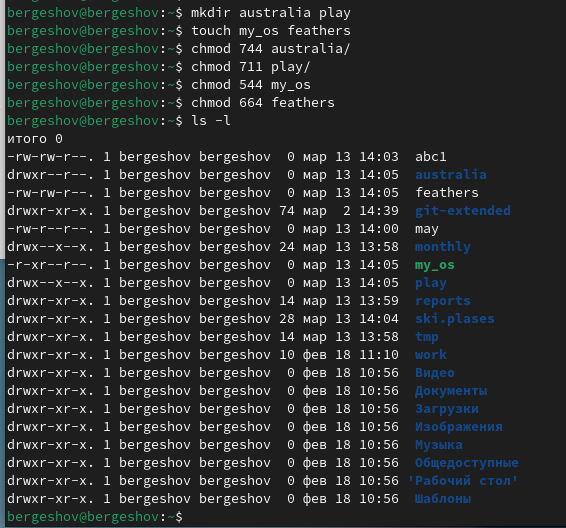 bergeshov@bergeshov:~$ mkdir australia play
bergeshov@bergeshov:~$ touch my_os feathers
bergeshov@bergeshov:~$ chmod 744 australia/
bergeshov@bergeshov:~$ chmod 711 play/
bergeshov@bergeshov:~$ chmod 544 my_os
bergeshov@bergeshov:~$ chmod 664 feathers
bergeshov@bergeshov:~$ ls -l
итого 0
-rw-rw-r--. 1 bergeshov bergeshov  0 мар 13 14:03  abc1
drwxr--r--. 1 bergeshov bergeshov  0 мар 13 14:05  australia
-rw-rw-r--. 1 bergeshov bergeshov  0 мар 13 14:05  feathers
drwxr-xr-x. 1 bergeshov bergeshov 74 мар  2 14:39  git-extended
-rw-r--r--. 1 bergeshov bergeshov  0 мар 13 14:00  may
drwx--x--x. 1 bergeshov bergeshov 24 мар 13 13:58  monthly
-r-xr--r--. 1 bergeshov bergeshov  0 мар 13 14:05  my_os
drwx--x--x. 1 bergeshov bergeshov  0 мар 13 14:05  play
drwxr-xr-x. 1 bergeshov bergeshov 14 мар 13 13:59  reports
drwxr-xr-x. 1 bergeshov bergeshov 28 мар 13 14:04  ski.plases
drwxr-xr-x. 1 bergeshov bergeshov 14 мар 13 13:58  tmp
drwxr-xr-x. 1 bergeshov bergeshov 10 фев 18 11:10  work
drwxr-xr-x. 1 bergeshov bergeshov  0 фев 18 10:56  Видео
drwxr-xr-x. 1 bergeshov bergeshov  0 фев 18 10:56  Документы
drwxr-xr-x. 1 bergeshov bergeshov  0 фев 18 10:56  Загрузки
drwxr-xr-x. 1 bergeshov bergeshov  0 фев 18 10:56  Изображения
drwxr-xr-x. 1 bergeshov bergeshov  0 фев 18 10:56  Музыка
drwxr-xr-x. 1 bergeshov bergeshov  0 фев 18 10:56  Общедоступные
drwxr-xr-x. 1 bergeshov bergeshov  0 фев 18 10:56 'Рабочий стол'
drwxr-xr-x. 1 bergeshov bergeshov  0 фев 18 10:56  Шаблоны
bergeshov@bergeshov:~$